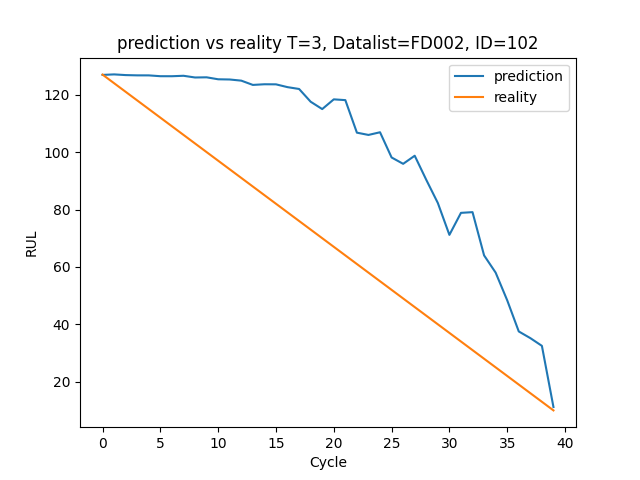 prediction vs reality T=3, Datalist=FD002, ID=102
prediction
reality
120
100
80
60
40
20
RUL
0 5 10 15 20 25 30 35 40
Cycle